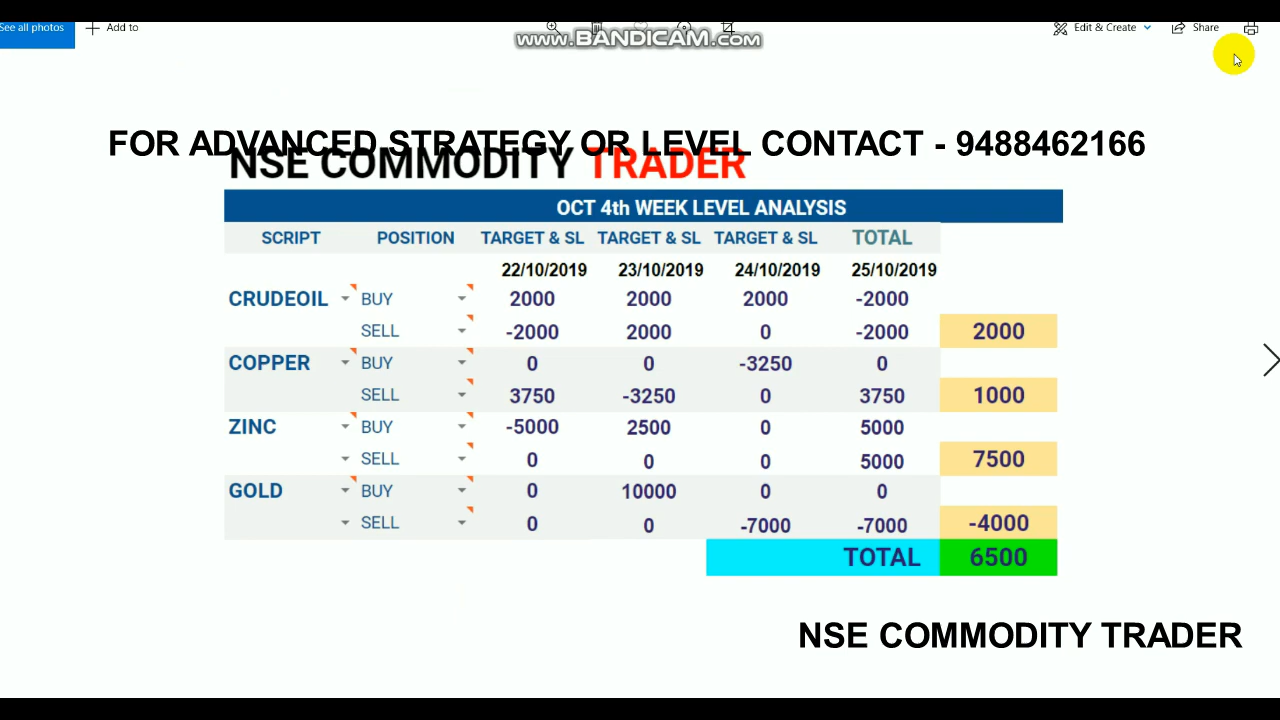 See all photos Add to Edit & Create Share
www.BANDICAM.com
FOR ADVANCED STRATEGY OR LEVEL CONTACT - 9488462166
NSE COMMODITY TRADER
OCT 4th WEEK LEVEL ANALYSIS
SCRIPT POSITION TARGET & SL TARGET & SL TARGET & SL TOTAL
22/10/2019 23/10/2019 24/10/2019 25/10/2019
CRUDEOIL BUY 2000 2000 2000 -2000
SELL -2000 2000 0 -2000 2000
COPPER BUY 0 0 -3250 0
SELL 3750 -3250 0 3750 1000
ZINC BUY -5000 2500 0 5000
SELL 0 0 0 5000 7500
GOLD BUY 0 10000 0 0
SELL 0 0 -7000 -7000 -4000
TOTAL 6500
NSE COMMODITY TRADER